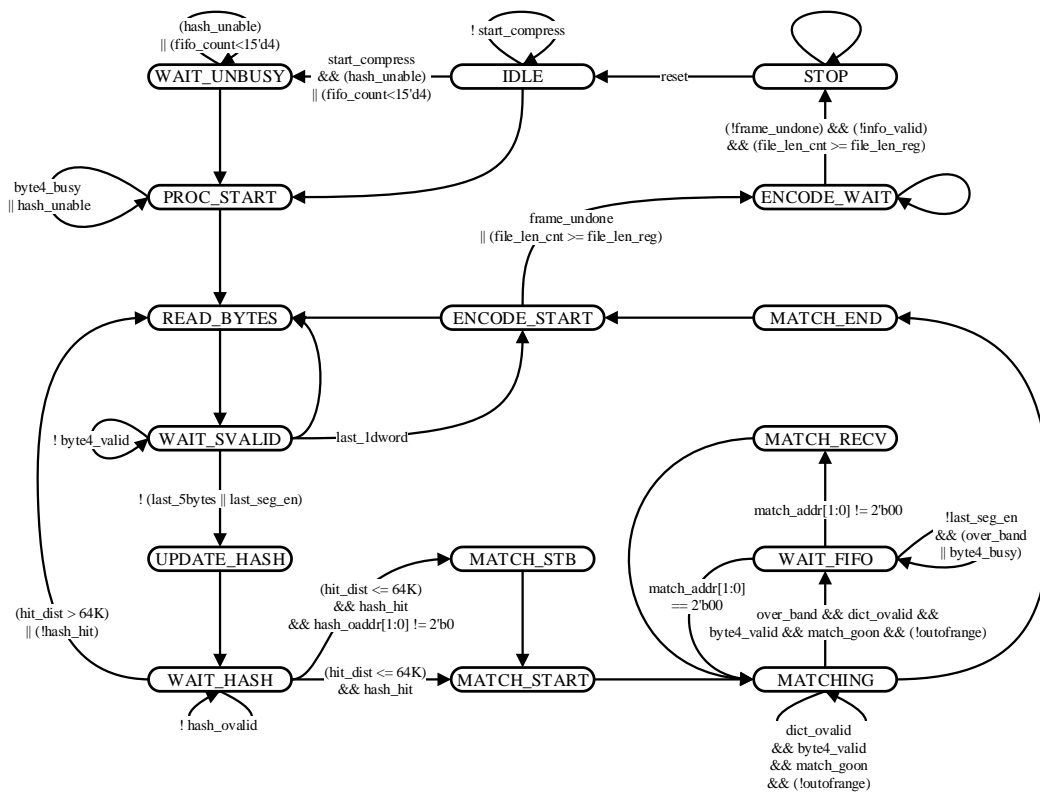 (hash_unable)
|| (fifo_count<15'd4)
WAIT_UNBUSY
start_compress
&& (hash_unable)
|| (fifo_count<15'd4)
! start_compress
IDLE
reset
STOP
(!frame_undone) && (!info_valid)
&& (file_len_cnt >= file_len_reg)
byte4_busy
|| hash_unable
PROC_START
ENCODE_WAIT
frame_undone
|| (file_len_cnt >= file_len_reg)
READ_BYTES
ENCODE_START
MATCH_END
! byte4_valid
WAIT_SVALID
last_1dword
MATCH_RECV
! (last_5bytes || last_seg_en)
match_addr[1:0] != 2'b00
!last_seg_en
&& (over_band
|| byte4_busy)
UPDATE_HASH
MATCH_STB
WAIT_FIFO
(hit_dist > 64K)
|| (!hash_hit)
(hit_dist <= 64K)
&& hash_hit
&& hash_oaddr[1:0] != 2'b0
match_addr[1:0]
== 2'b00
over_band && dict_ovalid &&
byte4_valid && match_goon && (!outofrange)
WAIT_HASH
(hit_dist <= 64K)
&& hash_hit
MATCH_START
MATCHING
! hash_ovalid
dict_ovalid
&& byte4_valid
&& match_goon
&& (!outofrange)